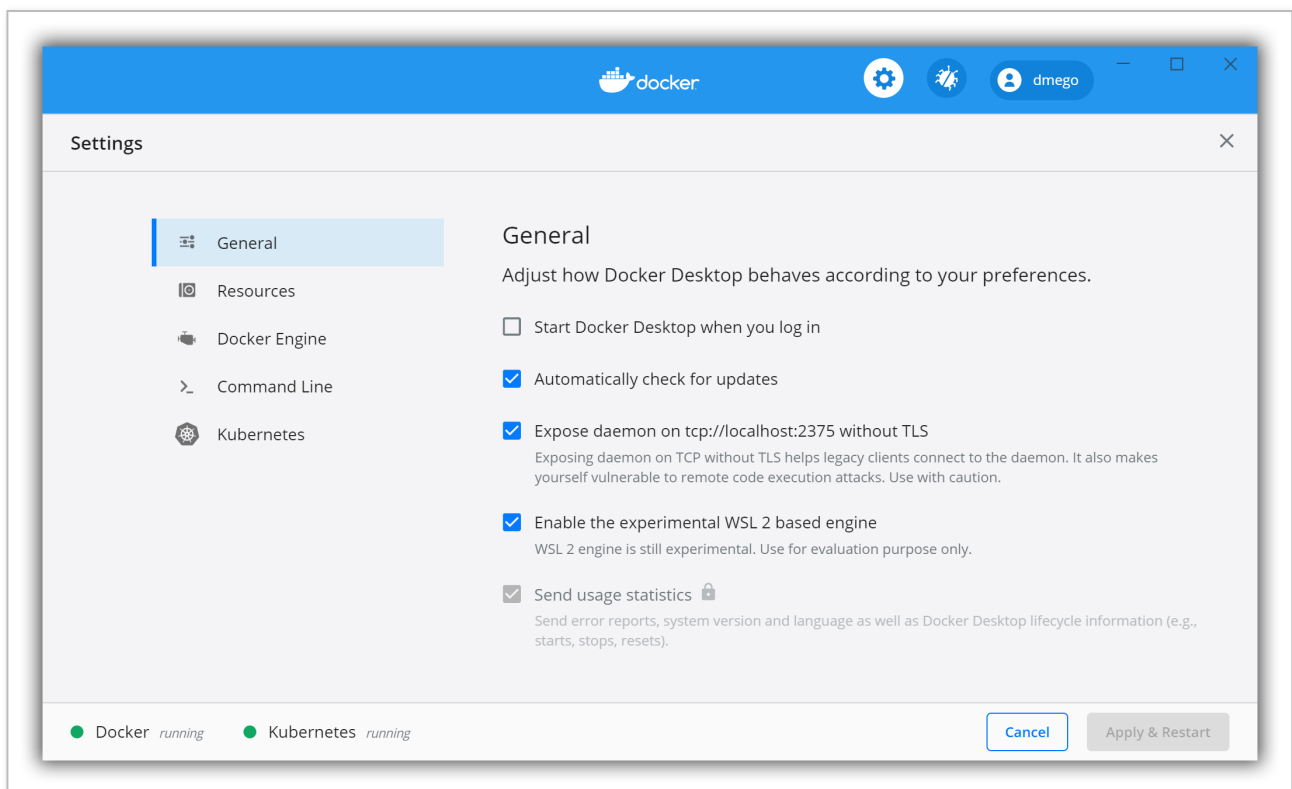 docker
dmego
Settings
General
Resources
Docker Engine
Command Line
Kubernetes
General
Adjust how Docker Desktop behaves according to your preferences.
Start Docker Desktop when you log in
Automatically check for updates
Expose daemon on tcp://localhost:2375 without TLS
Exposing daemon on TCP without TLS helps legacy clients connect to the daemon. It also makes
yourself vulnerable to remote code execution attacks. Use with caution.
Enable the experimental WSL 2 based engine
WSL 2 engine is still experimental. Use for evaluation purpose only.
Send usage statistics
Send error reports, system version and language as well as Docker Desktop lifecycle information (e.g.,
starts, stops, resets).
Docker running
Kubernetes running
Cancel
Apply & Restart